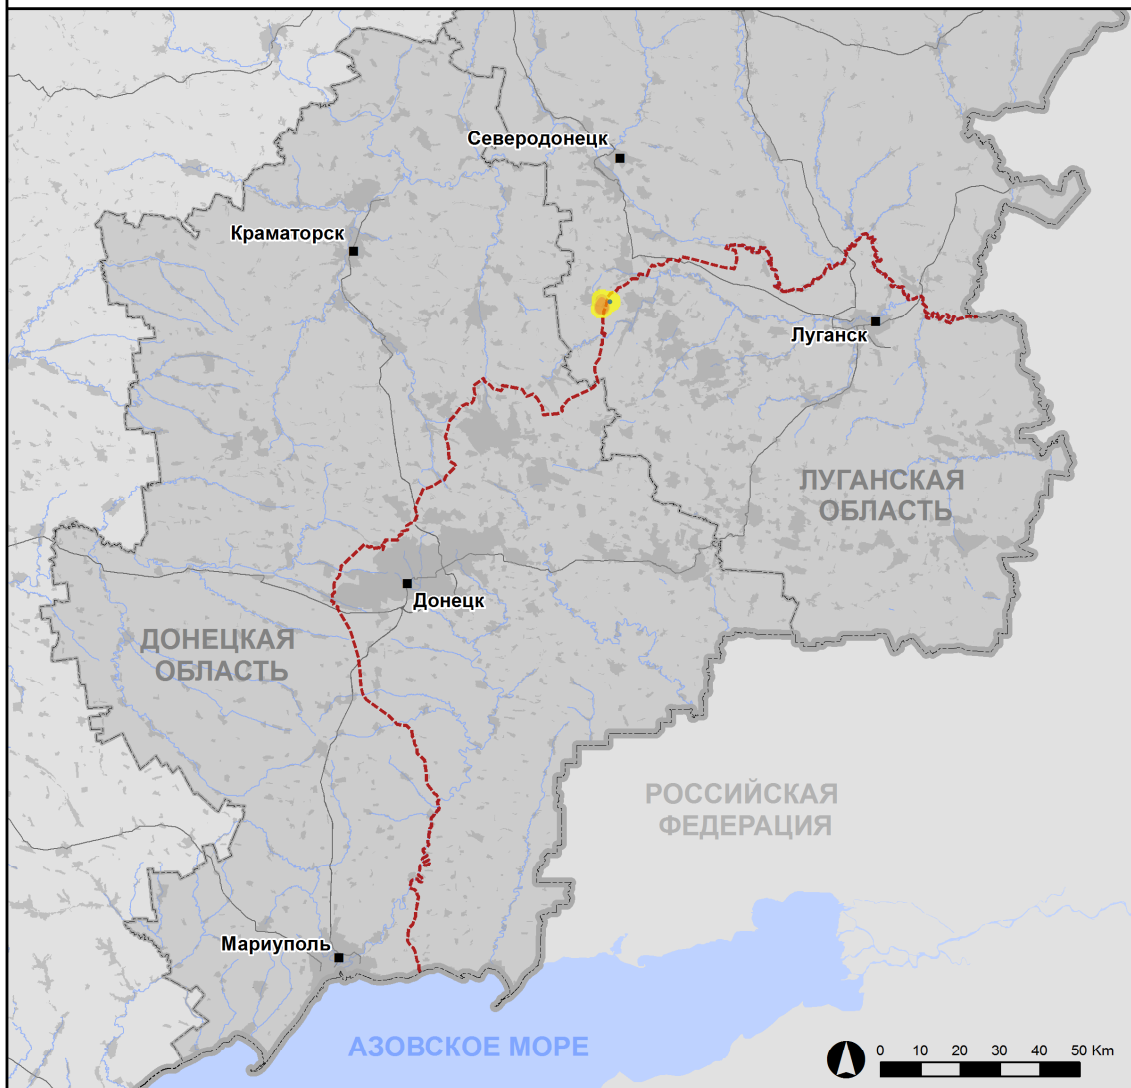 Северодонецк
Краматорск
Луганск
ЛУГАНСКАЯ
ОБЛАСТЬ
Донецк
ДОНЕЦКАЯ
ОБЛАСТЬ
РОССИЙСКАЯ
ФЕДЕРАЦИЯ
Мариуполь
АЗОВСКОЕ МОРЕ
0 10 20 30 40 50 Km